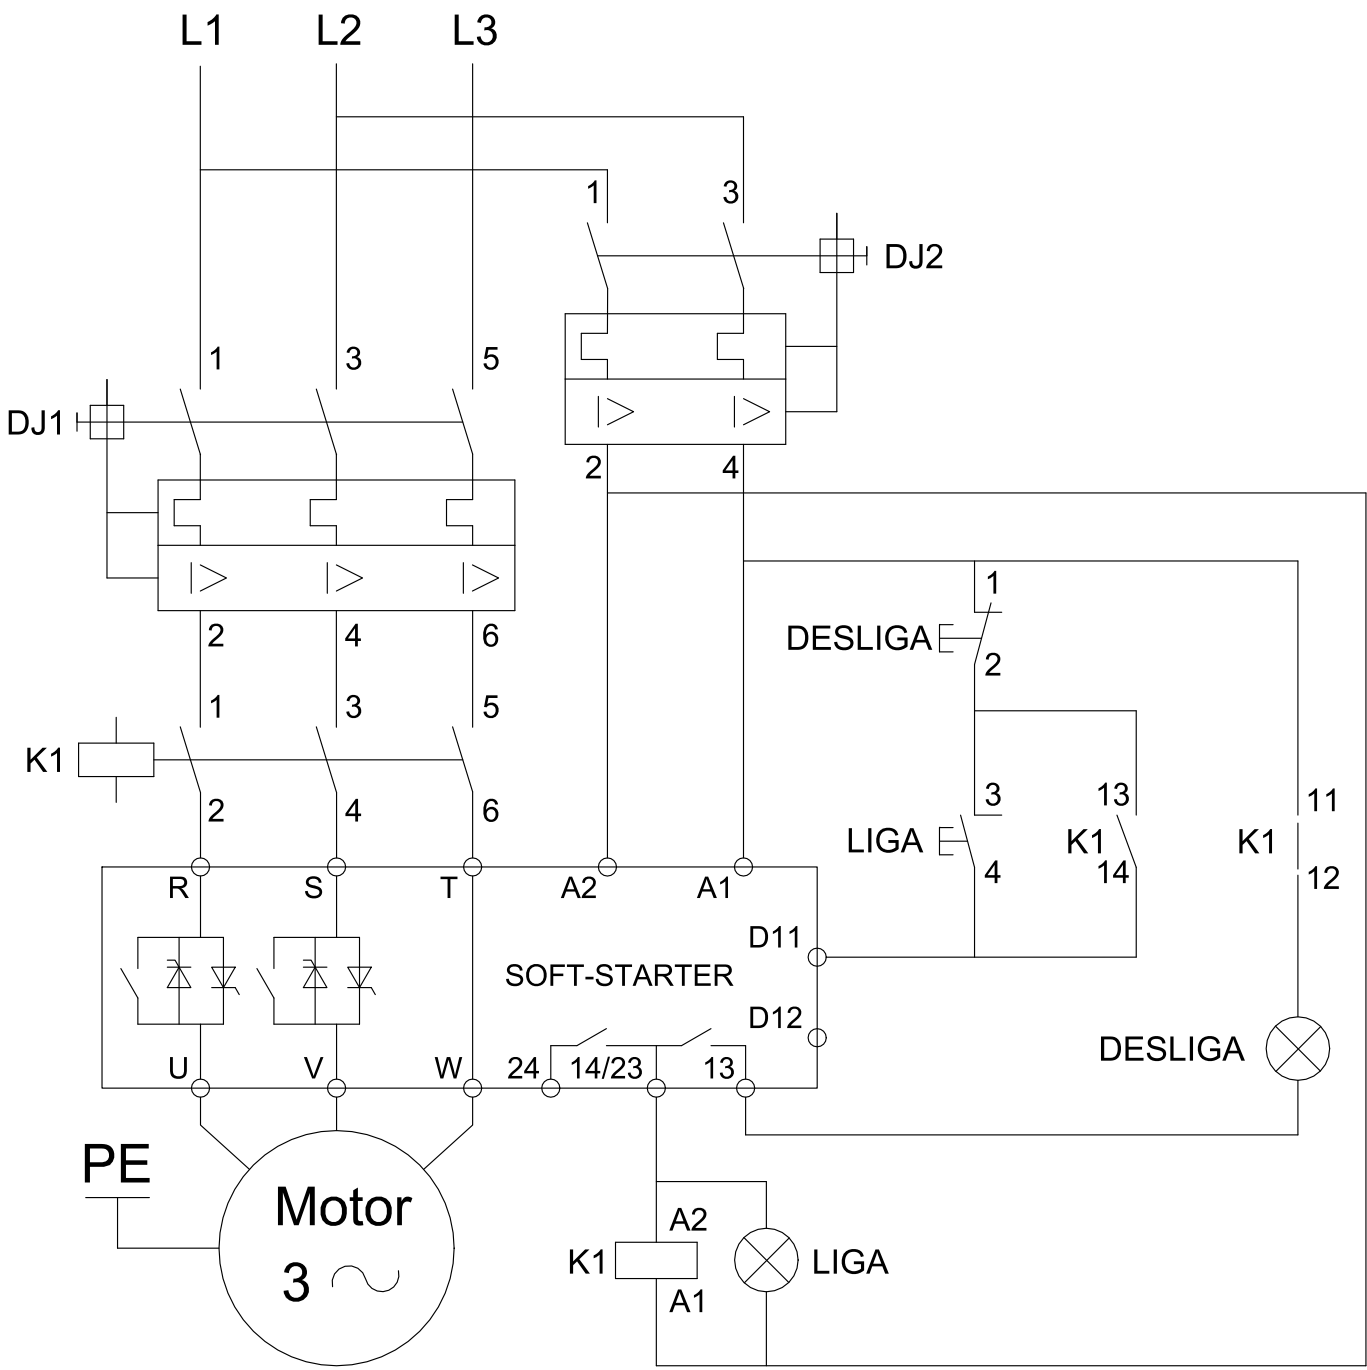 L1 L2 L3
1 3
DJ2
1 3 5
DJ1
2 4
2 4 6
1
DESLIGA
2
1 3 5
K1
2 4 6
3 13 11
LIGA K1 K1
4 14 12
R S T A2 A1
D11
SOFT-STARTER
D12
DESLIGA
U V W 24 14/23 13
PE
Motor
3
A2
K1 LIGA
A1